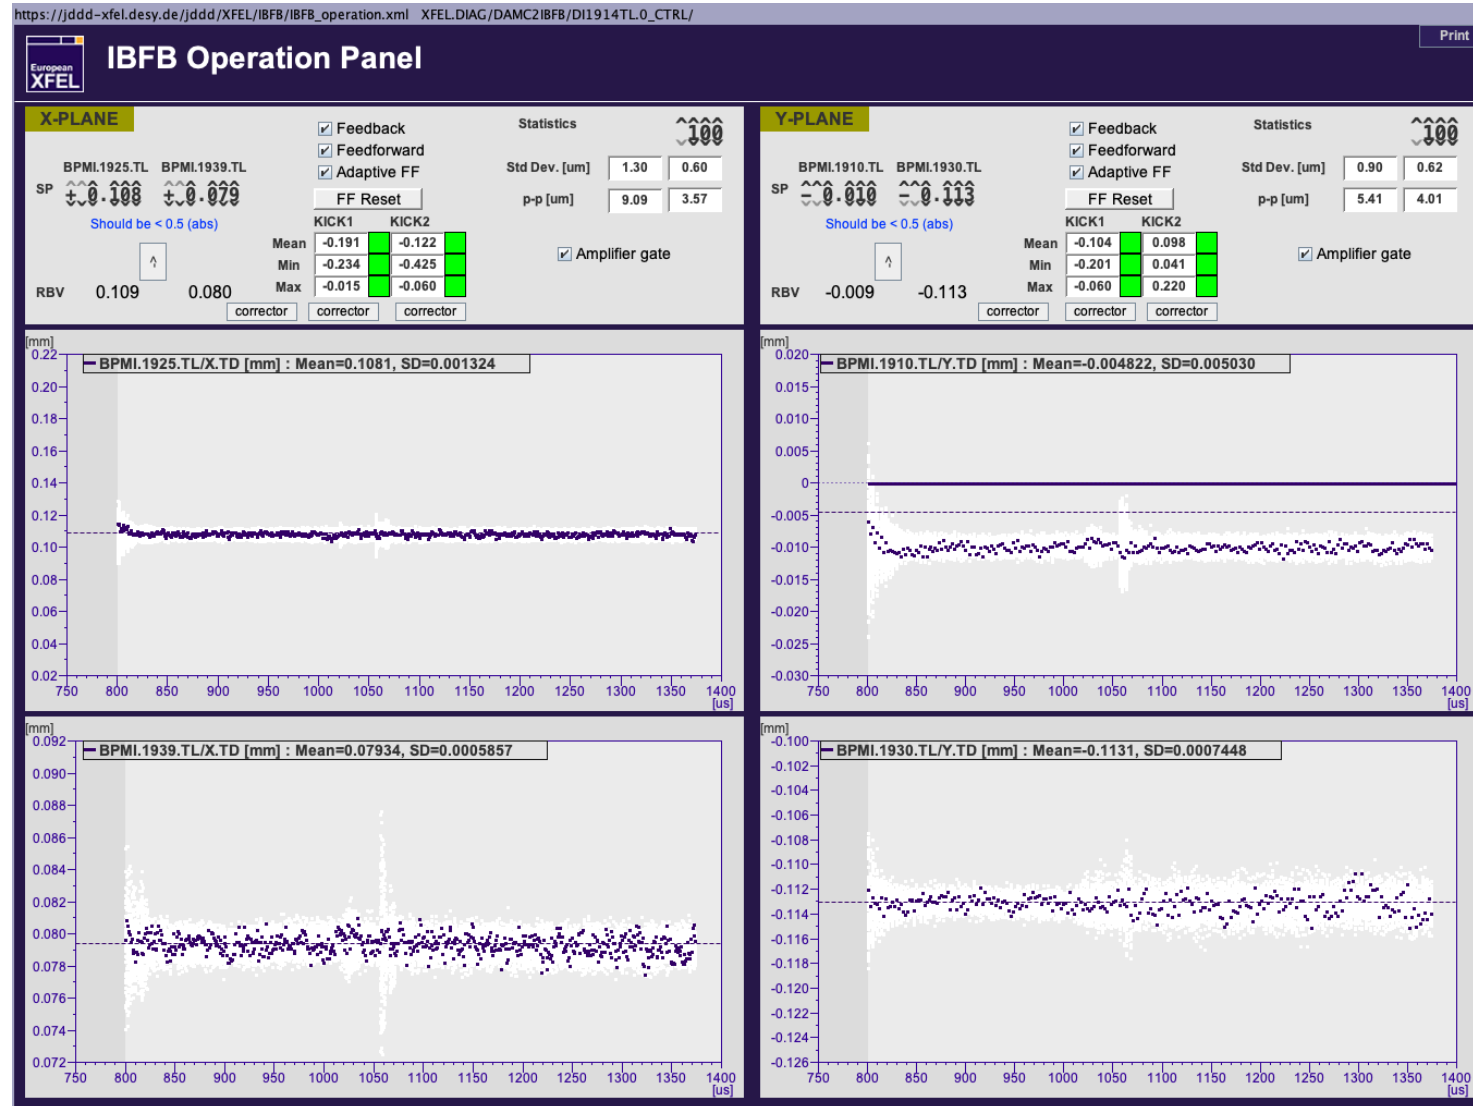 https://jddd-xfel.desy.de/jddd/XFEL/IBFB/IBFB_operation.xml XFEL.DIAG/DAMC2IBFB/DI1914TL.0_CTRL/
Print
European
XFEL
IBFB Operation Panel
X-PLANE
Feedback
Feedforward
Adaptive FF
FF Reset
Statistics
100
BPMI.1925.TL BPMI.1939.TL
Std Dev. [um] 1.30 0.60
SP +0.108 +0.079
p-p [um] 9.09 3.57
Should be < 0.5 (abs)
KICK1 KICK2
Mean -0.191 -0.122
Min -0.234 -0.425
Max -0.015 -0.060
Amplifier gate
^
RBV 0.109 0.080
corrector corrector corrector
Y-PLANE
Feedback
Feedforward
Adaptive FF
FF Reset
Statistics
100
BPMI.1910.TL BPMI.1930.TL
Std Dev. [um] 0.90 0.62
SP -0.010 -0.113
p-p [um] 5.41 4.01
Should be < 0.5 (abs)
KICK1 KICK2
Mean -0.104 0.098
Min -0.201 0.041
Max -0.060 0.220
Amplifier gate
^
RBV -0.009 -0.113
corrector corrector corrector
[mm]
BPMI.1925.TL/X.TD [mm] : Mean=0.1081, SD=0.001324
0.22
0.20
0.18
0.16
0.14
0.12
0.10
0.08
0.06
0.04
0.02
750 800 850 900 950 1000 1050 1100 1150 1200 1250 1300 1350 1400
[us]
[mm]
BPMI.1910.TL/Y.TD [mm] : Mean=-0.004822, SD=0.005030
0.020
0.015
0.010
0.005
0
-0.005
-0.010
-0.015
-0.020
-0.025
-0.030
750 800 850 900 950 1000 1050 1100 1150 1200 1250 1300 1350 1400
[us]
[mm]
BPMI.1939.TL/X.TD [mm] : Mean=0.07934, SD=0.0005857
0.092
0.090
0.088
0.086
0.084
0.082
0.080
0.078
0.076
0.074
0.072
750 800 850 900 950 1000 1050 1100 1150 1200 1250 1300 1350 1400
[us]
[mm]
BPMI.1930.TL/Y.TD [mm] : Mean=-0.1131, SD=0.0007448
-0.100
-0.102
-0.104
-0.106
-0.108
-0.110
-0.112
-0.114
-0.116
-0.118
-0.120
-0.122
-0.124
-0.126
750 800 850 900 950 1000 1050 1100 1150 1200 1250 1300 1350 1400
[us]